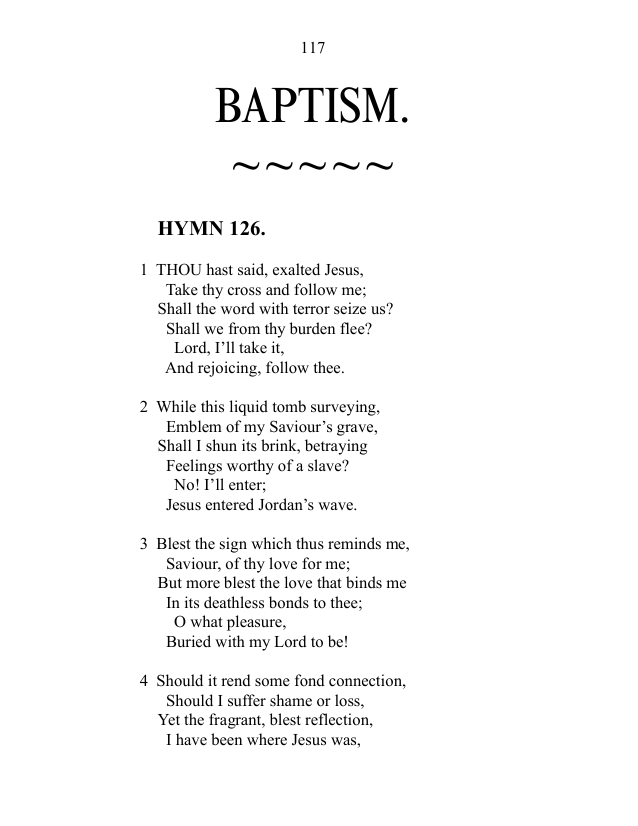 117
BAPTISM.
~~~~~
HYMN 126.
1 THOU hast said, exalted Jesus,
Take thy cross and follow me;
Shall the word with terror seize us?
Shall we from thy burden flee?
Lord, I’ll take it,
And rejoicing, follow thee.
2 While this liquid tomb surveying,
Emblem of my Saviour’s grave,
Shall I shun its brink, betraying
Feelings worthy of a slave?
No! I’ll enter;
Jesus entered Jordan’s wave.
3 Blest the sign which thus reminds me,
Saviour, of thy love for me;
But more blest the love that binds me
In its deathless bonds to thee;
O what pleasure,
Buried with my Lord to be!
4 Should it rend some fond connection,
Should I suffer shame or loss,
Yet the fragrant, blest reflection,
I have been where Jesus was,